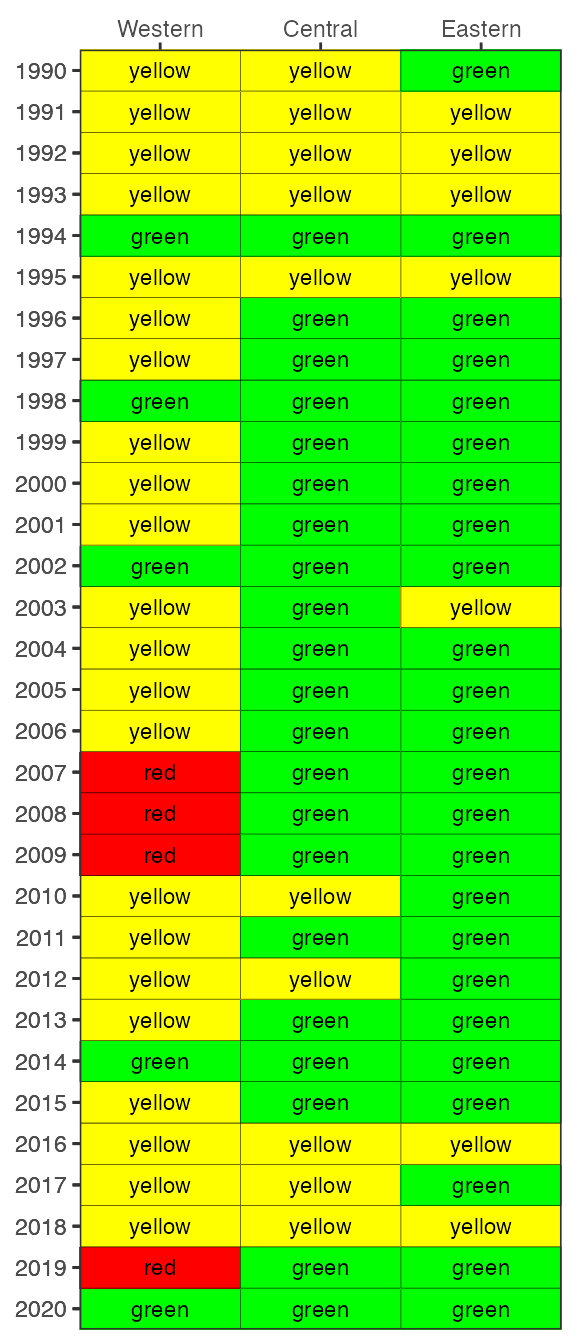 Western Central Eastern
1990 yellow yellow green
1991 yellow yellow yellow
1992 yellow yellow yellow
1993 yellow yellow yellow
1994 green green green
1995 yellow yellow yellow
1996 yellow green green
1997 yellow green green
1998 green green green
1999 yellow green green
2000 yellow green green
2001 yellow green green
2002 green green green
2003 yellow green yellow
2004 yellow green green
2005 yellow green green
2006 yellow green green
2007 red green green
2008 red green green
2009 red green green
2010 yellow yellow green
2011 yellow green green
2012 yellow yellow green
2013 yellow green green
2014 green green green
2015 yellow green green
2016 yellow yellow yellow
2017 yellow yellow green
2018 yellow yellow yellow
2019 red green green
2020 green green green